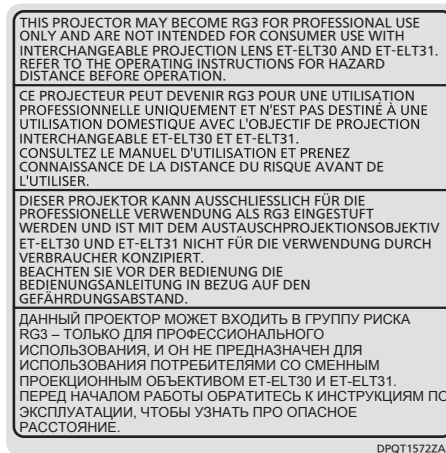 THIS PROJECTOR MAY BECOME RG3 FOR PROFESSIONAL USE
ONLY AND ARE NOT INTENDED FOR CONSUMER USE WITH
INTERCHANGEABLE PROJECTION LENS ET-ELT30 AND ET-ELT31.
REFER TO THE OPERATING INSTRUCTIONS FOR HAZARD
DISTANCE BEFORE OPERATION.
CE PROJECTEUR PEUT DEVENIR RG3 POUR UNE UTILISATION
PROFESSIONNELLE UNIQUEMENT ET N'EST PAS DESTINÉ À UNE
UTILISATION DOMESTIQUE AVEC L'OBJECTIF DE PROJECTION
INTERCHANGEABLE ET-ELT30 ET ET-ELT31.
CONSULTEZ LE MANUEL D'UTILISATION ET PRENEZ
CONNAISSANCE DE LA DISTANCE DU RISQUE AVANT DE
L'UTILISER.
DIESER PROJEKTOR KANN AUSSCHLIESSLICH FÜR DIE
PROFESSIONELLE VERWENDUNG ALS RG3 EINGESTUFT
WERDEN UND IST MIT DEM AUSTAUSCHPROJEKTIONSOBJEKTIV
ET-ELT30 UND ET-ELT31 NICHT FÜR DIE VERWENDUNG DURCH
VERBRAUCHER KONZIPIERT.
BEACHTEN SIE VOR DER BEDIENUNG DIE
BEDIENUNGSANLEITUNG IN BEZUG AUF DEN
GEFÄHRDUNGSABSTAND.
ДАННЫЙ ПРОЕКТОР МОЖЕТ ВХОДИТЬ В ГРУППУ РИСКА
RG3 – ТОЛЬКО ДЛЯ ПРОФЕССИОНАЛЬНОГО
ИСПОЛЬЗОВАНИЯ, И ОН НЕ ПРЕДНАЗНАЧЕН ДЛЯ
ИСПОЛЬЗОВАНИЯ ПОТРЕБИТЕЛЯМИ СО СМЕННЫМ
ПРОЕКЦИОННЫМ ОБЪЕКТИВОМ ET-ELT30 И ET-ELT31.
ПЕРЕД НАЧАЛОМ РАБОТЫ ОБРАТИТЕСЬ К ИНСТРУКЦИЯМ ПО
ЭКСПЛУАТАЦИИ, ЧТОБЫ УЗНАТЬ ПРО ОПАСНОЕ
РАССТОЯНИЕ.
DPQT1572ZA